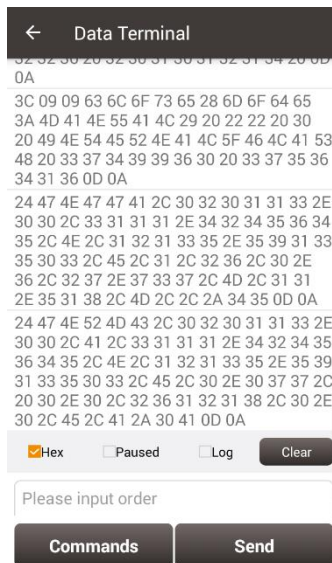 ← Data Terminal
0A
3C 09 09 63 6C 6F 73 65 28 6D 6F 64 65
3A 4D 41 4E 55 41 4C 29 20 22 22 20 30
20 49 4E 54 45 52 4E 41 4C 5F 46 4C 41 53
48 20 33 37 34 39 39 36 30 20 33 37 35 36
34 31 36 0D 0A
24 47 4E 47 47 41 2C 30 32 30 31 31 33 2E
30 30 2C 33 31 31 31 2E 34 32 34 35 36 34
35 2C 4E 2C 31 32 31 33 35 2E 35 39 31 33
35 30 33 2C 45 2C 31 2C 32 36 2C 30 2E
36 2C 32 37 2E 37 33 37 2C 4D 2C 31 31
2E 35 31 38 2C 4D 2C 2C 2A 34 35 0D 0A
24 47 4E 52 4D 43 2C 30 32 30 31 31 33 2E
30 30 2C 41 2C 33 31 31 31 2E 34 32 34 35
36 34 35 2C 4E 2C 31 32 31 33 35 2E 35 39
31 33 35 30 33 2C 45 2C 30 2E 30 37 37 2C
20 30 2E 30 2C 32 36 31 32 31 38 2C 30 2E
30 2C 45 2C 41 2A 30 41 0D 0A
Hex Paused Log Clear
Please input order
Commands Send